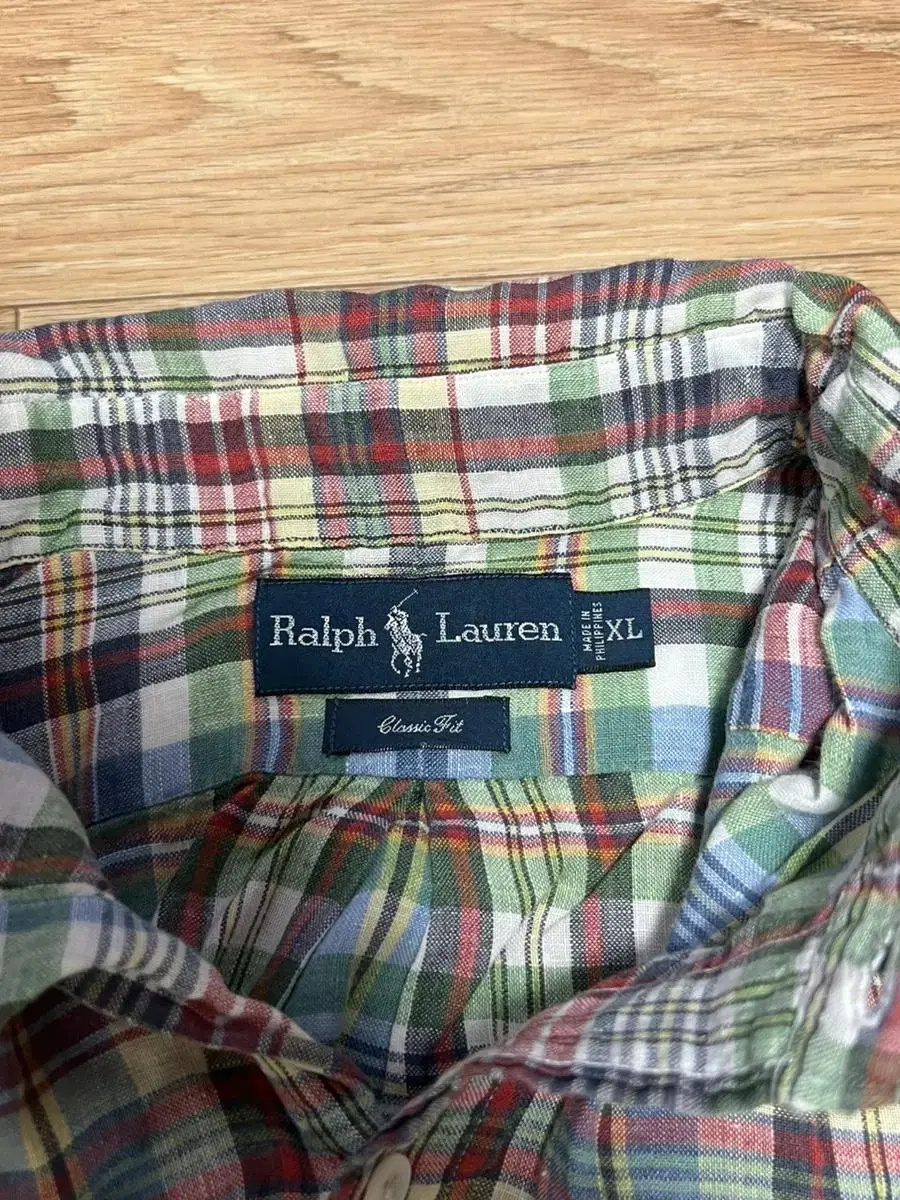 Ralph Lauren
MADE IN
PHILIPPINES
XL
Classic Fit